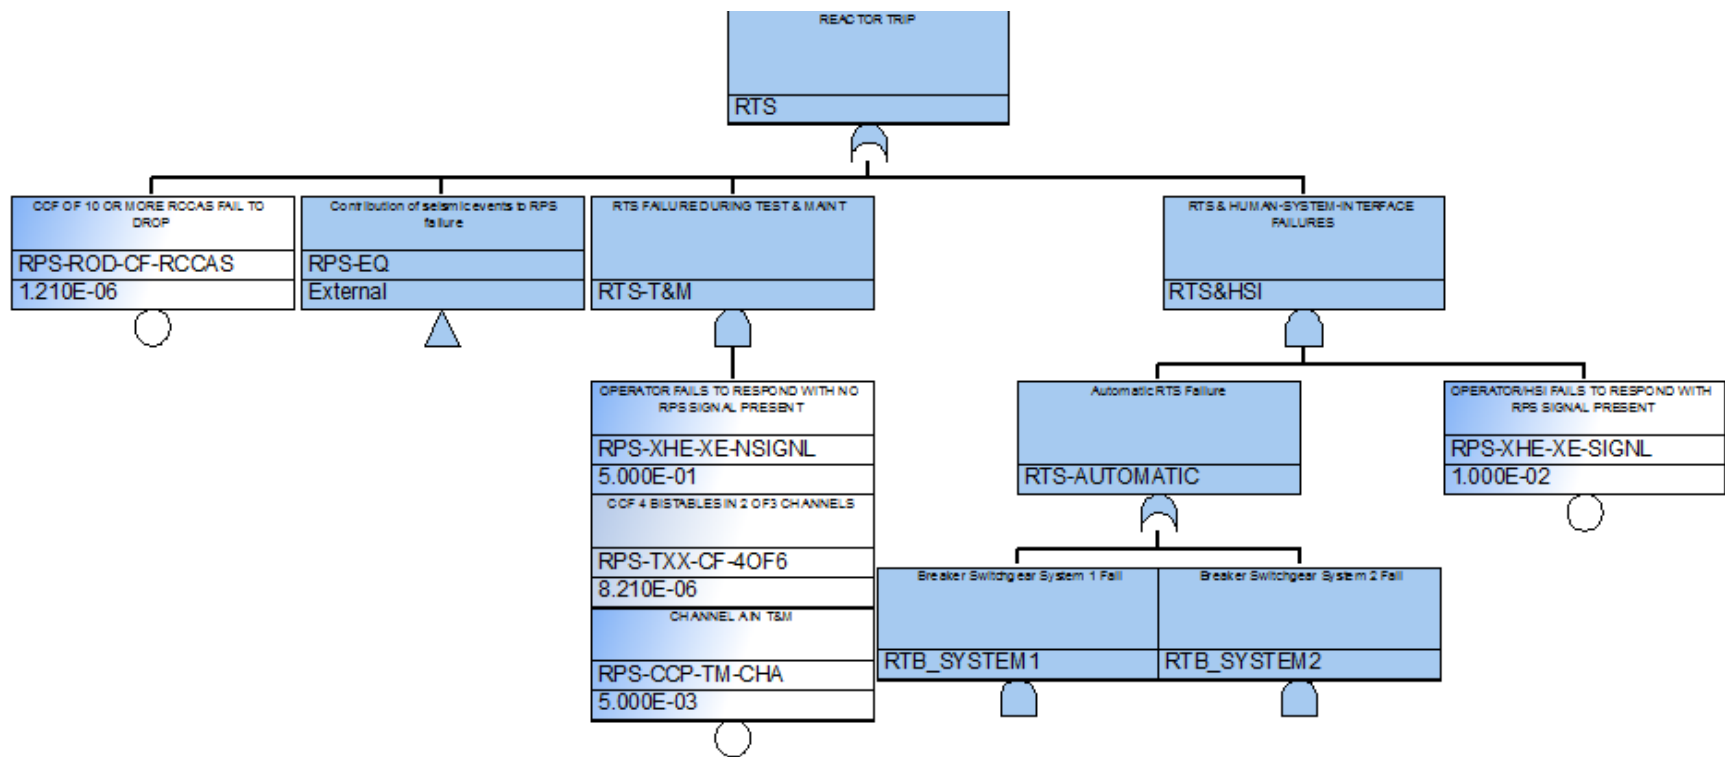 REACTOR TRIP
RTS
CCF OF 10 OR MORE RCCAS FAIL TO
DROP
RPS-ROD-CF-RCCAS
1.210E-06
Contribution of seismic events to RPS
failure
RPS-EQ
External
RTS FAILURE DURING TEST & MAINT
RTS-T&M
RTS & HUMAN-SYSTEM-INTERFACE
FAILURES
RTS&HSI
OPERATOR FAILS TO RESPOND WITH NO
RPS SIGNAL PRESENT
RPS-XHE-XE-NSIGNL
5.000E-01
CCF 4 BISTABLES IN 2 OF 3 CHANNELS
RPS-TXX-CF-4OF6
8.210E-06
CHANNEL A IN T&M
RPS-CCP-TM-CHA
5.000E-03
Automatic RTS Failure
RTS-AUTOMATIC
OPERATOR/HSI FAILS TO RESPOND WITH
RPS SIGNAL PRESENT
RPS-XHE-XE-SIGNL
1.000E-02
Breaker Switchgear System 1 Fail
RTB_SYSTEM1
Breaker Switchgear System 2 Fail
RTB_SYSTEM2